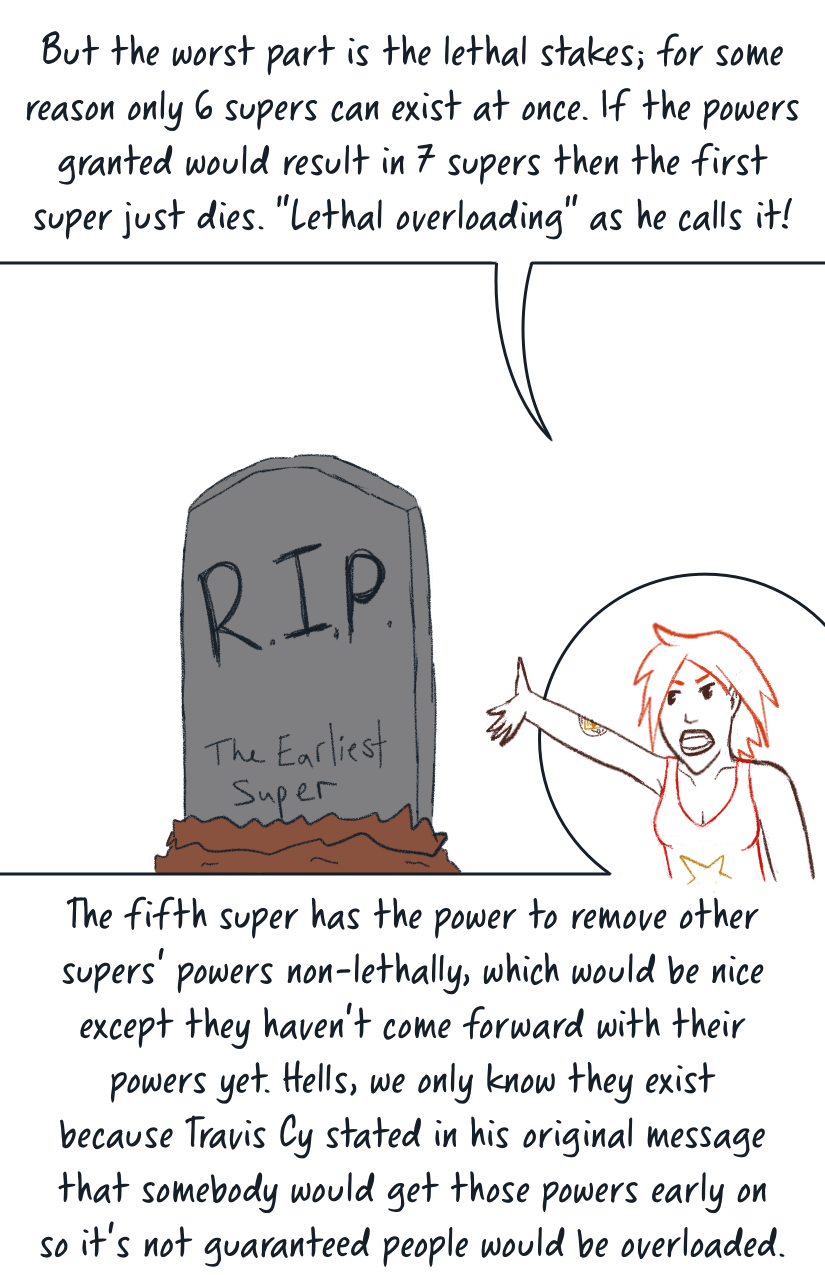 But the worst part is the lethal stakes; for some
reason only 6 supers can exist at once. If the powers
granted would result in 7 supers then the first
super just dies. "Lethal overloading" as he calls it!
R.I.P.
The Earliest
Super
The fifth super has the power to remove other
supers' powers non-lethally, which would be nice
except they haven't come forward with their
powers yet. Hells, we only know they exist
because Travis Cy stated in his original message
that somebody would get those powers early on
so it's not guaranteed people would be overloaded.